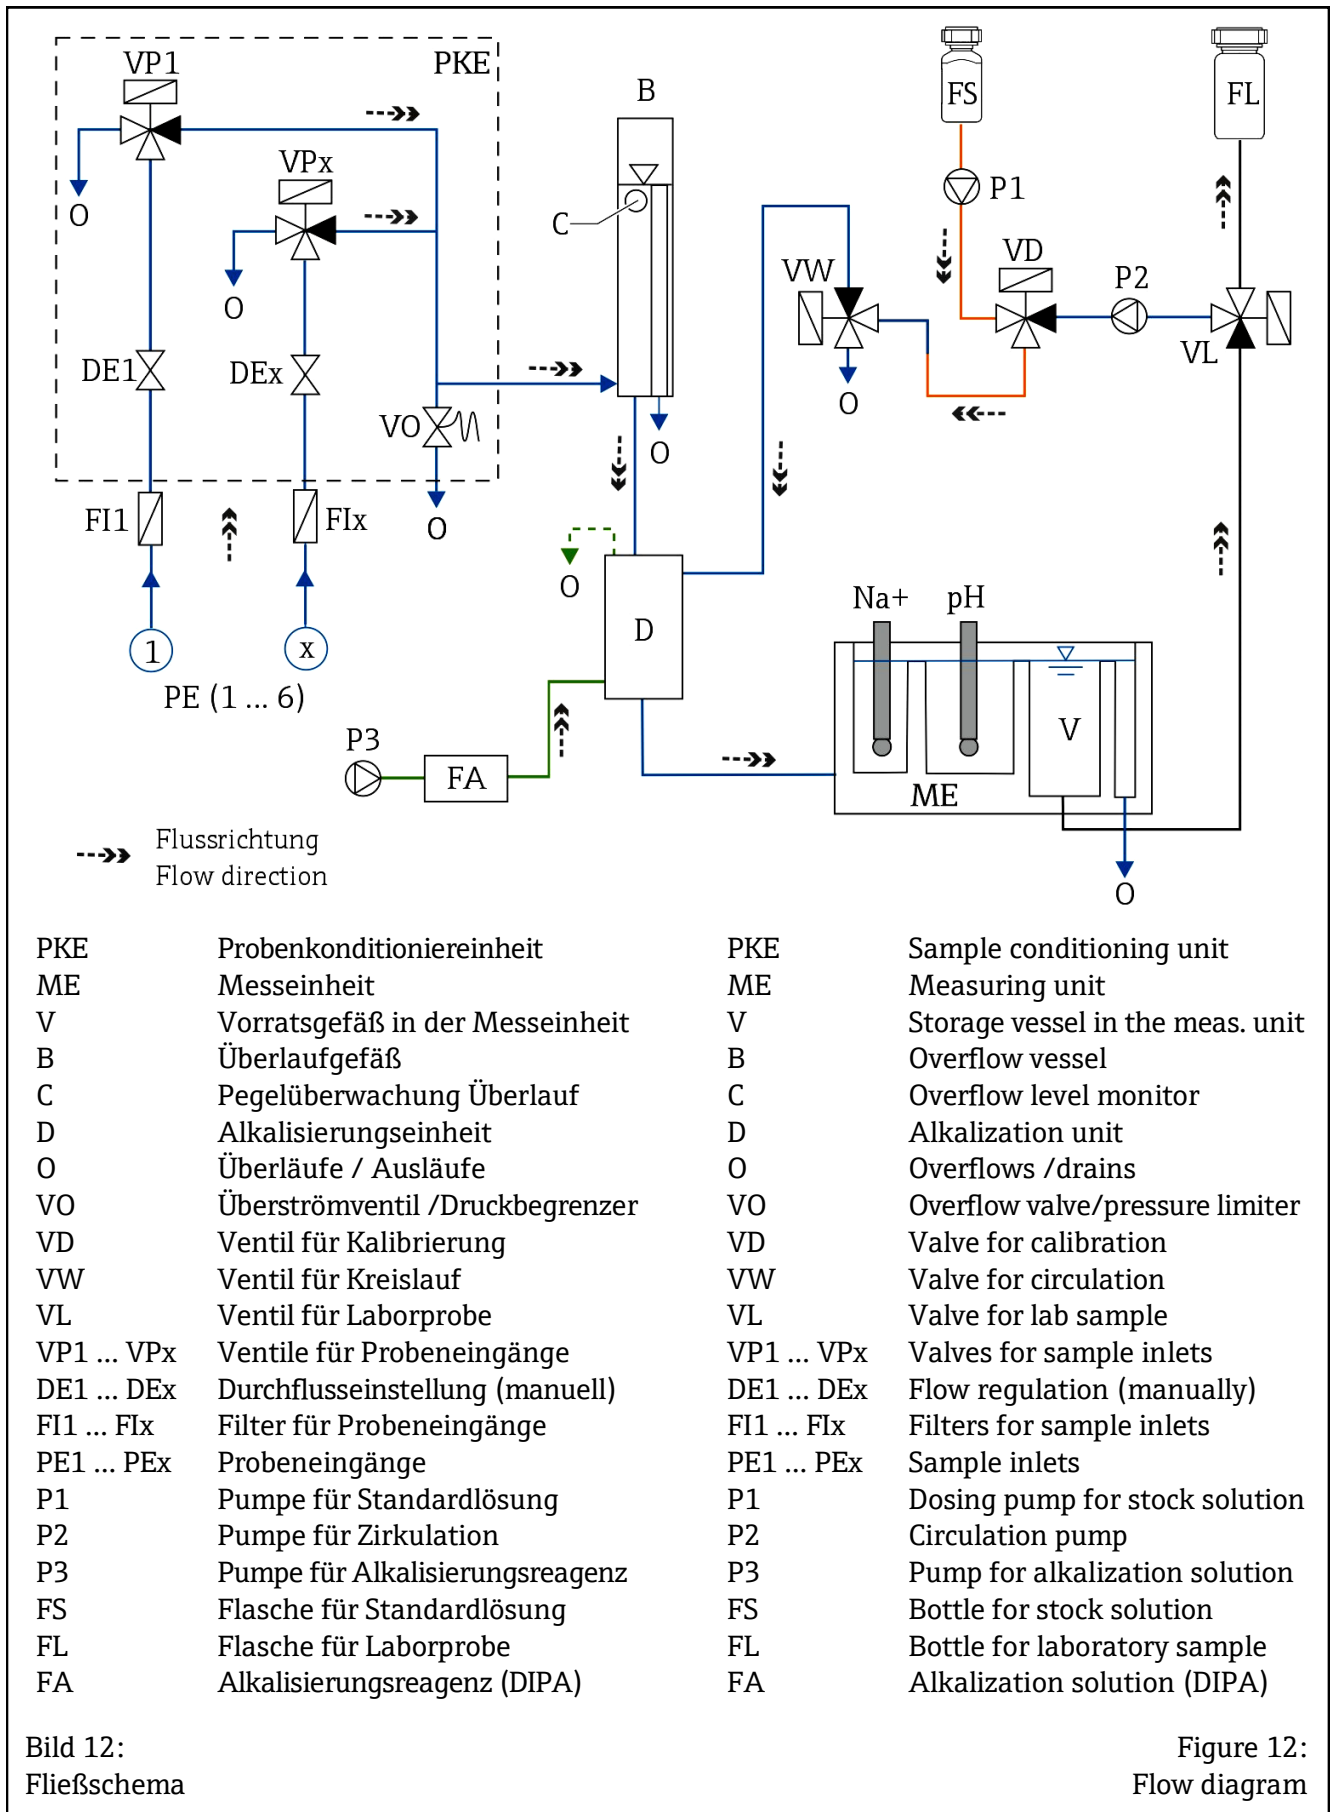 VP1
PKE
B
FS
FL
VPx
P1
C
O
VW
VD
P2
O
VL
DE1
DEx
VO
O
O
FI1
FIx
O
O
Na+
pH
D
1
x
PE (1 ... 6)
V
P3
FA
ME
Flussrichtung
Flow direction
O
PKE Probenkonditioniereinheit PKE Sample conditioning unit
ME Messeinheit ME Measuring unit
V Vorratsgefäß in der Messeinheit V Storage vessel in the meas. unit
B Überlaufgefäß B Overflow vessel
C Pegelüberwachung Überlauf C Overflow level monitor
D Alkalisierungseinheit D Alkalization unit
O Überläufe / Ausläufe O Overflows /drains
VO Überströmventil /Druckbegrenzer VO Overflow valve/pressure limiter
VD Ventil für Kalibrierung VD Valve for calibration
VW Ventil für Kreislauf VW Valve for circulation
VL Ventil für Laborprobe VL Valve for lab sample
VP1 ... VPx Ventile für Probeneingänge VP1 ... VPx Valves for sample inlets
DE1 ... DEx Durchflusseinstellung (manuell) DE1 ... DEx Flow regulation (manually)
FI1 ... FIx Filter für Probeneingänge FI1 ... FIx Filters for sample inlets
PE1 ... PEx Probeneingänge PE1 ... PEx Sample inlets
P1 Pumpe für Standardlösung P1 Dosing pump for stock solution
P2 Pumpe für Zirkulation P2 Circulation pump
P3 Pumpe für Alkalisierungsreagenz P3 Pump for alkalization solution
FS Flasche für Standardlösung FS Bottle for stock solution
FL Flasche für Laborprobe FL Bottle for laboratory sample
FA Alkalisierungsreagenz (DIPA) FA Alkalization solution (DIPA)
Bild 12: Figure 12:
Fließschema Flow diagram